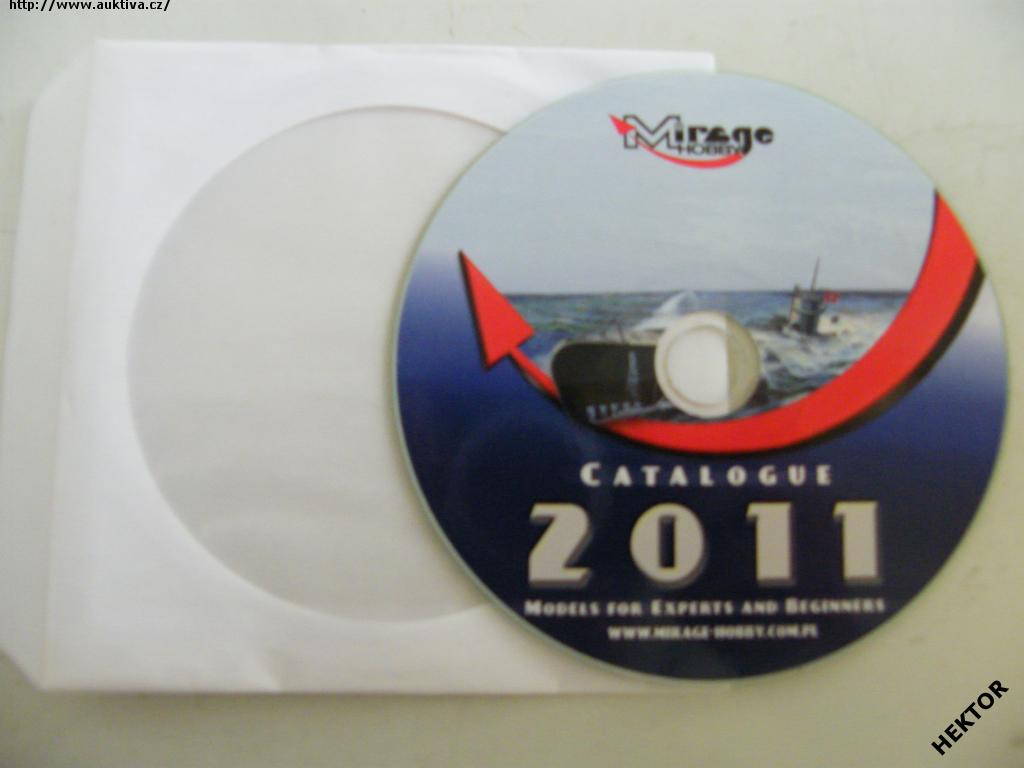 http://www.auktiva.cz/
Mirage
HOBBY
CATALOGUE
2011
MODELS FOR EXPERTS AND BEGINNERS
WWW.MIRAGE-HOBBY.COM.PL
HEKTOR